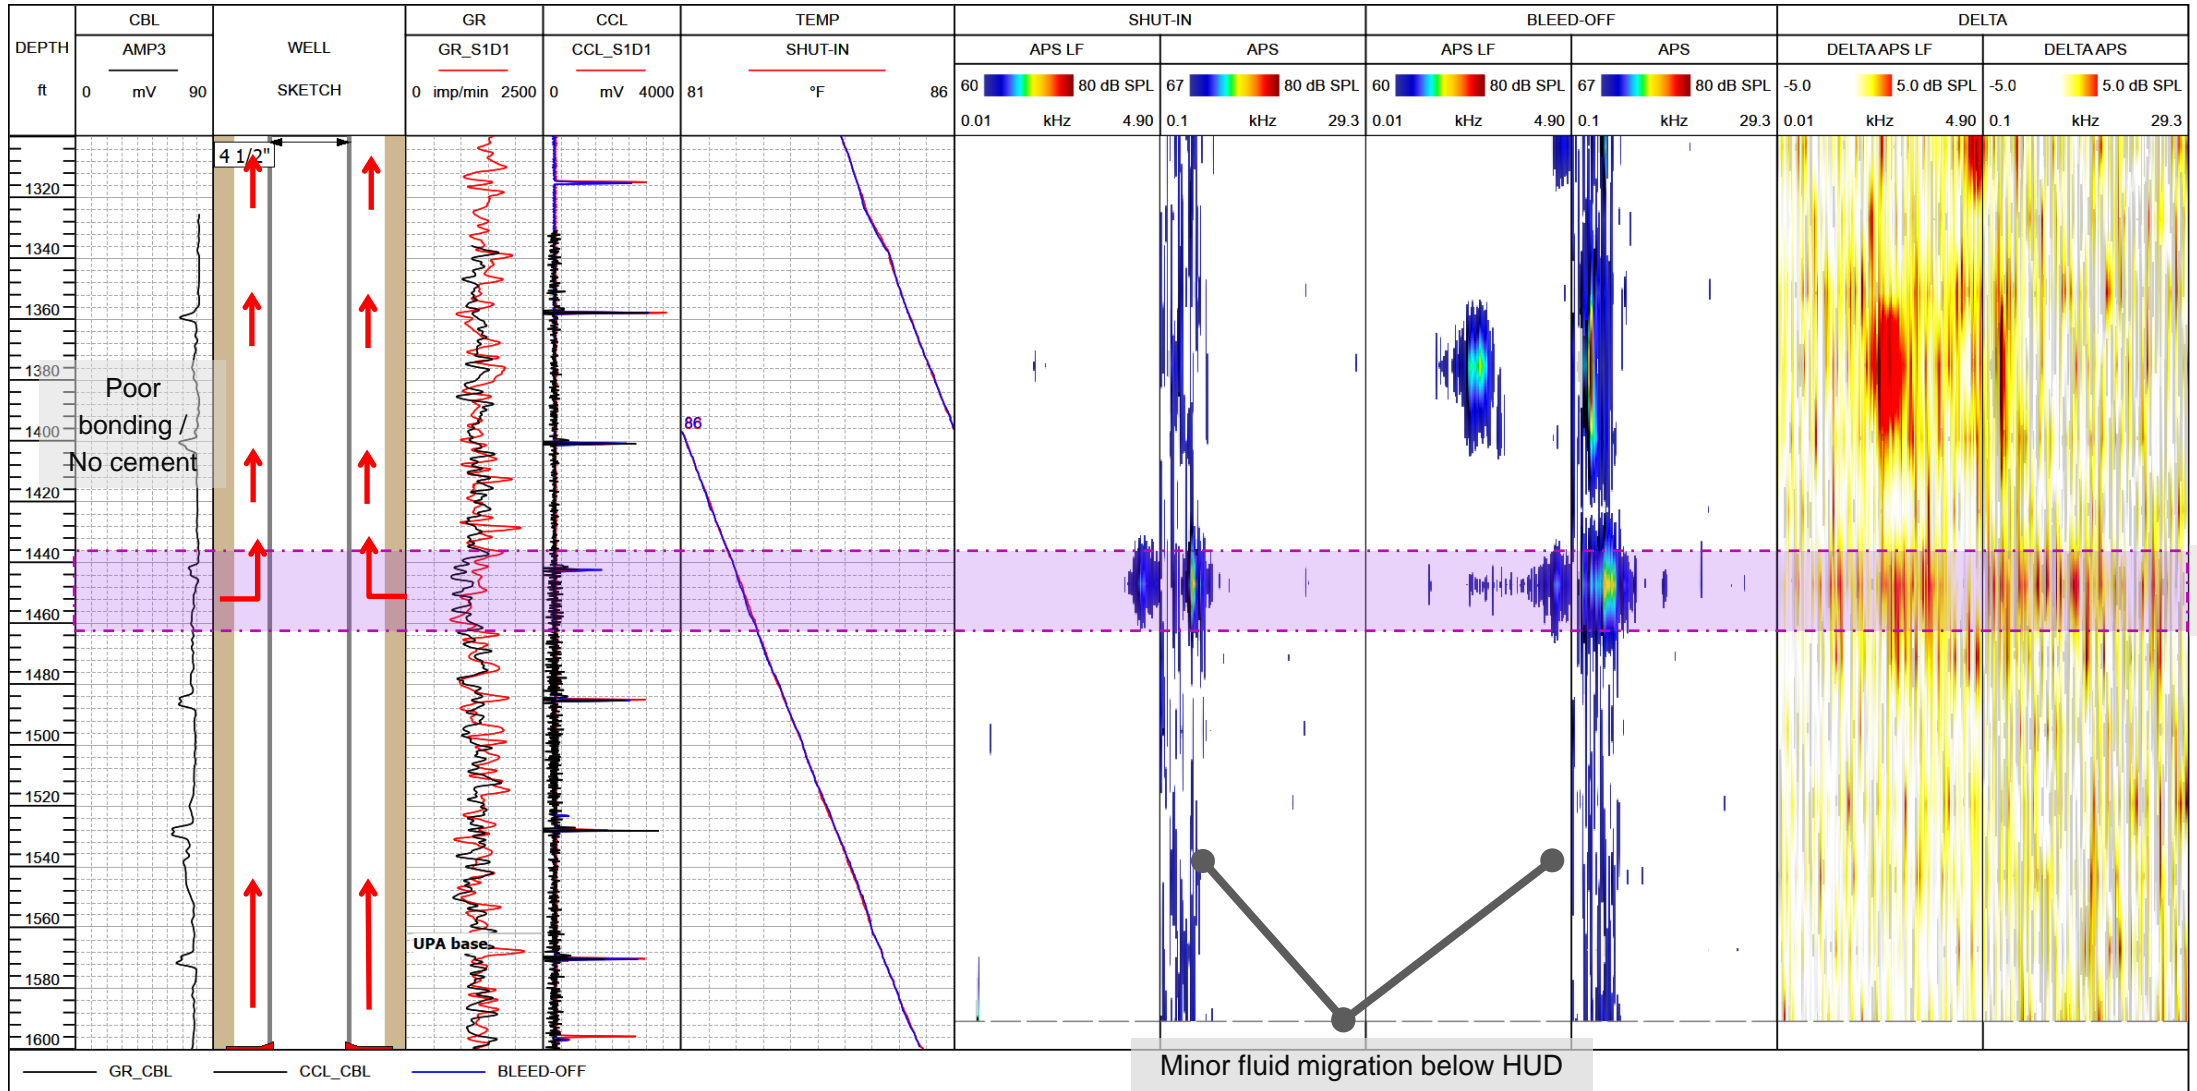 CBL
GR
CCL
TEMP
SHUT-IN
BLEED-OFF
DELTA
DEPTH
AMP3
WELL
GR_S1D1
CCL_S1D1
SHUT-IN
APS LF
APS
APS LF
APS
DELTA APS LF
DELTA APS
ft
0 mV 90
SKETCH
0 imp/min 2500
0 mV 4000
81 °F 86
60 80 dB SPL
67 80 dB SPL
60 80 dB SPL
67 80 dB SPL
-5.0 5.0 dB SPL
-5.0 5.0 dB SPL
0.01 kHz 4.90
0.1 kHz 29.3
0.01 kHz 4.90
0.1 kHz 29.3
0.01 kHz 4.90
0.1 kHz 29.3
4 1/2"
1320
1340
1360
1380
Poor
bonding /
No cement
1400
86
1420
1440
1460
1480
1500
1520
1540
1560
UPA base
1580
1600
Minor fluid migration below HUD
GR_CBL
CCL_CBL
BLEED-OFF